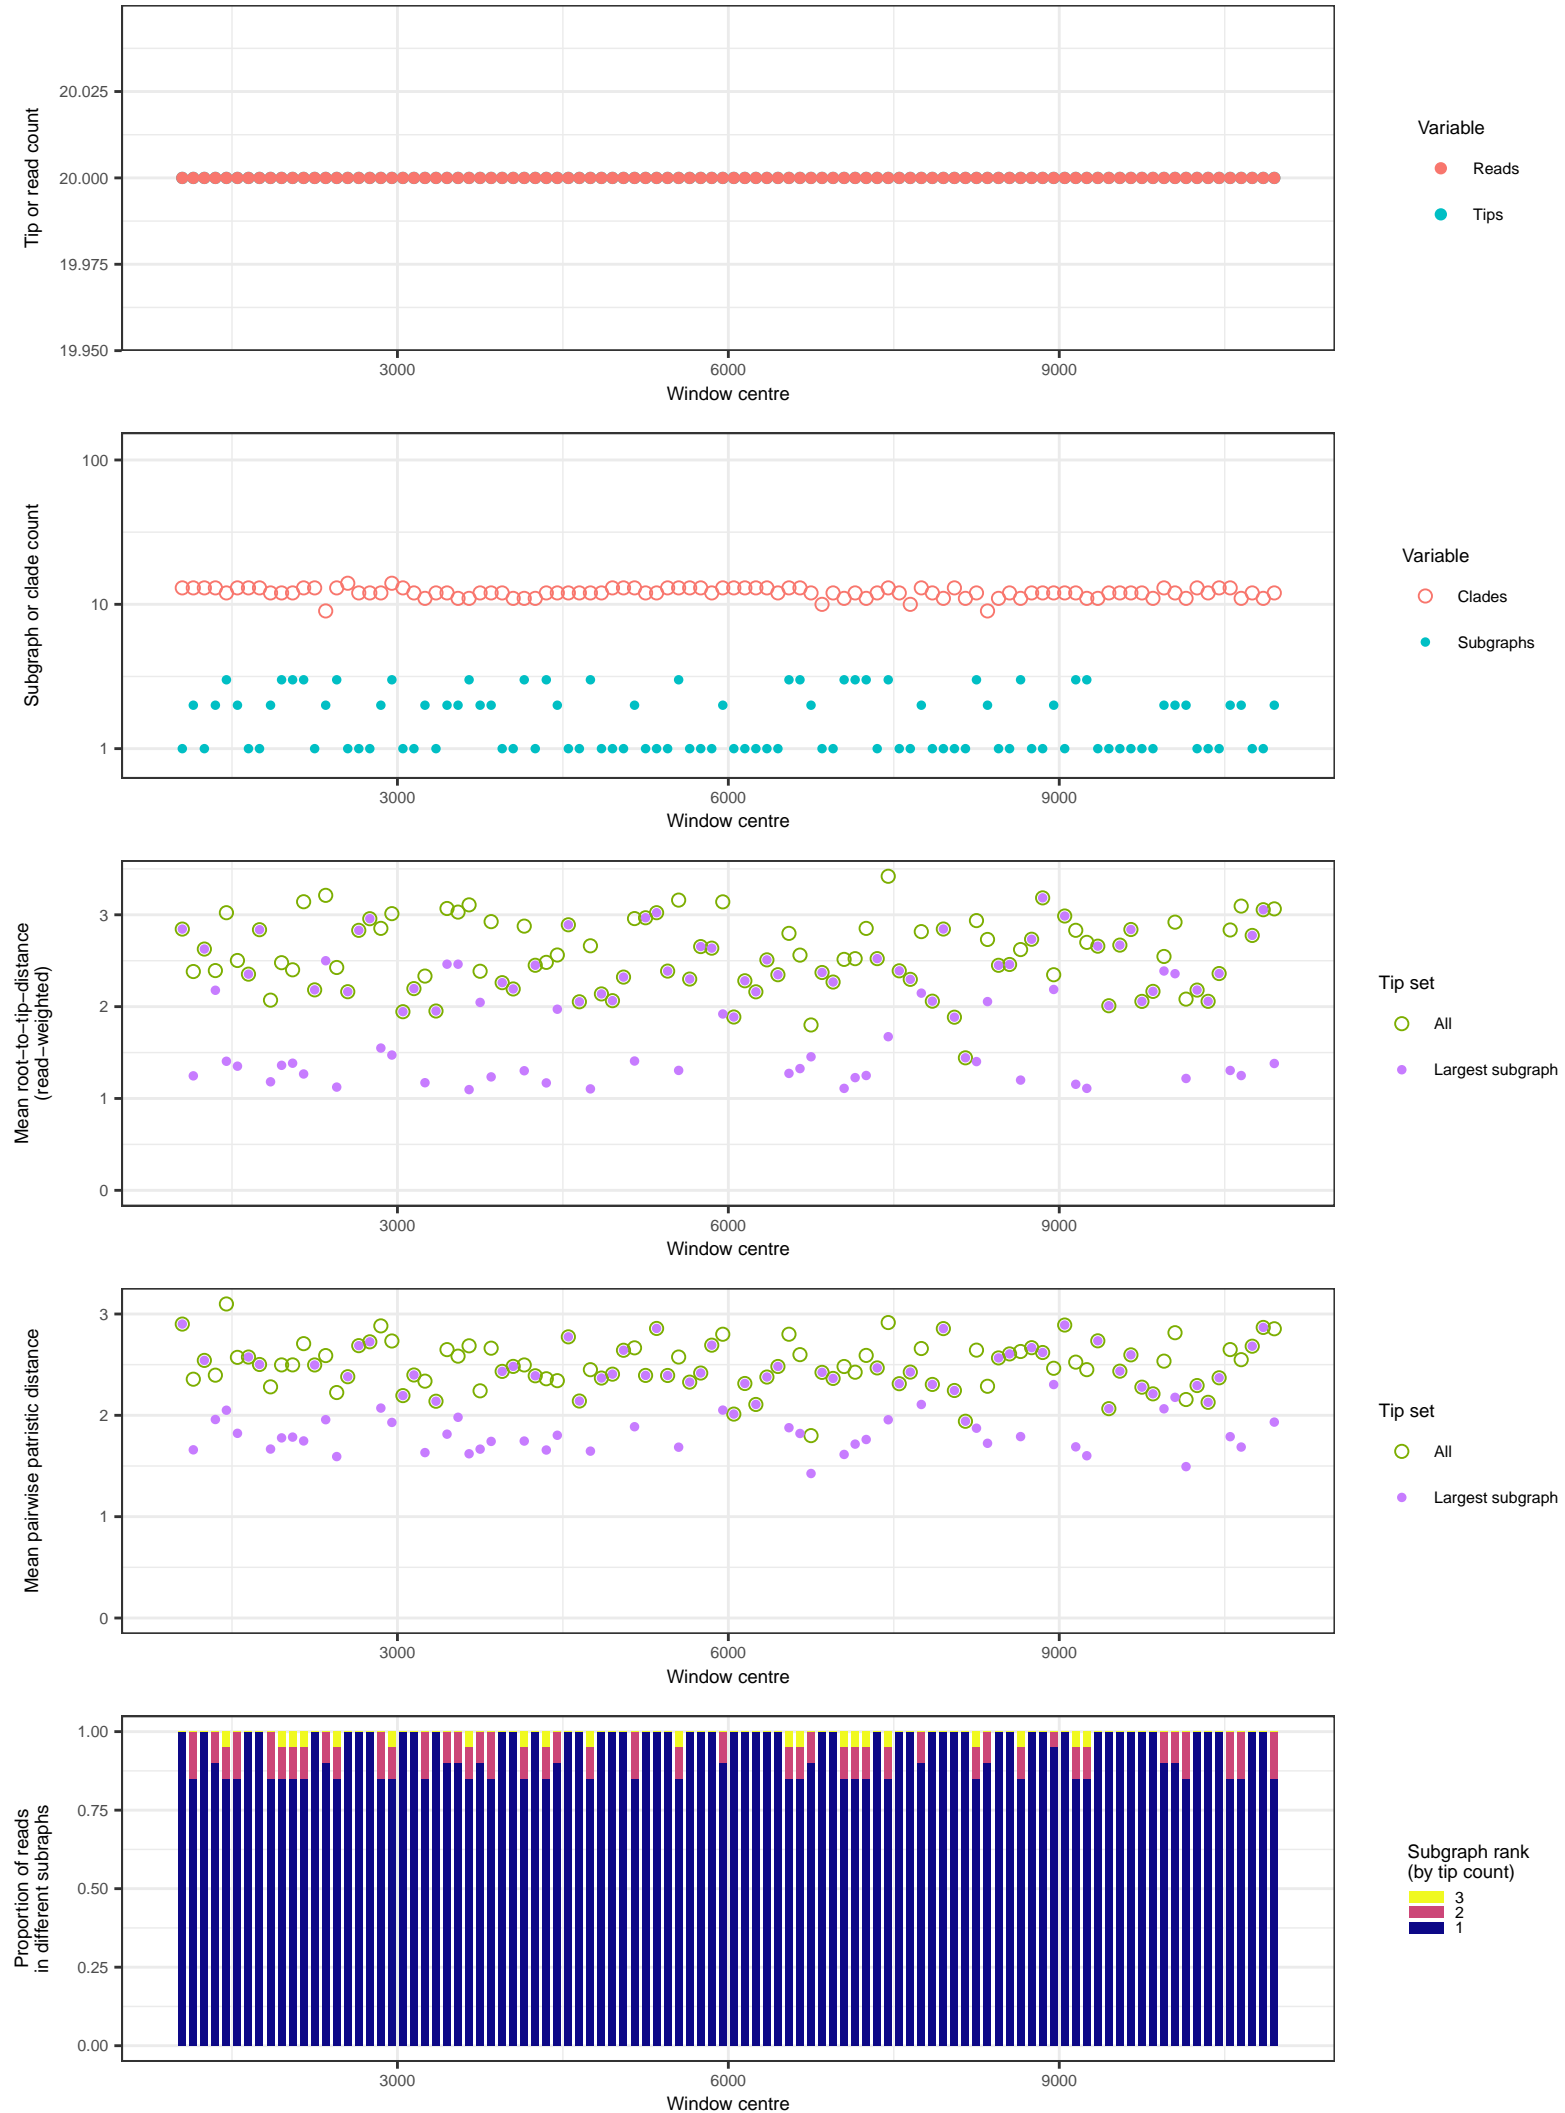 Tip or read count
20.025
20.000
19.975
19.950
3000 6000 9000
Window centre
Variable
Reads
Tips
Subgraph or clade count
100
10
1
3000 6000 9000
Window centre
Variable
Clades
Subgraphs
Mean root−to−tip−distance
(read−weighted)
3
2
1
0
3000 6000 9000
Window centre
Tip set
All
Largest subgraph
Mean pairwise patristic distance
3
2
1
0
3000 6000 9000
Window centre
Tip set
All
Largest subgraph
Proportion of reads
in different subraphs
1.00
0.75
0.50
0.25
0.00
3000 6000 9000
Window centre
Subgraph rank
(by tip count)
3
2
1